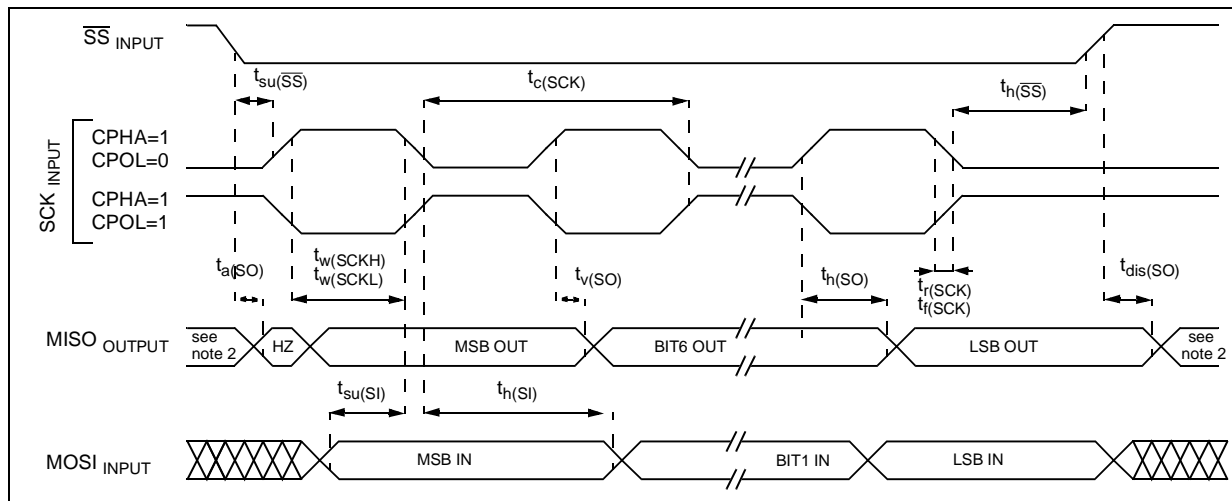 SS INPUT
tsu(SS)
tc(SCK)
th(SS)
SCK INPUT
CPHA=1
CPOL=0
CPHA=1
CPOL=1
ta(SO)
tw(SCKH)
tw(SCKL)
tv(SO)
th(SO)
tr(SCK)
tf(SCK)
tdis(SO)
MISO OUTPUT
see
note 2
HZ
MSB OUT
BIT6 OUT
LSB OUT
see
note 2
tsu(SI)
th(SI)
MOSI INPUT
MSB IN
BIT1 IN
LSB IN